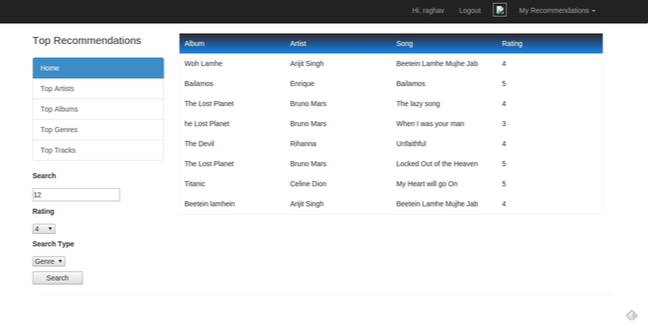 Hi, raghav Logout My Recommendations
Top Recommendations
Home
Top Artists
Top Albums
Top Genres
Top Tracks
Search
12
Rating
4
Search Type
Genre
Search
Album Artist Song Rating
Woh Lamhe Arijit Singh Beetein Lamhe Mujhe Jab 4
Bailamos Enrique Bailamos 5
The Lost Planet Bruno Mars The lazy song 4
he Lost Planet Bruno Mars When I was your man 3
The Devil Rihanna Unfaithful 4
The Lost Planet Bruno Mars Locked Out of the Heaven 5
Titanic Celine Dion My Heart will go On 5
Beetein lamhein Arijit Singh Beetein Lamhe Mujhe Jab 4